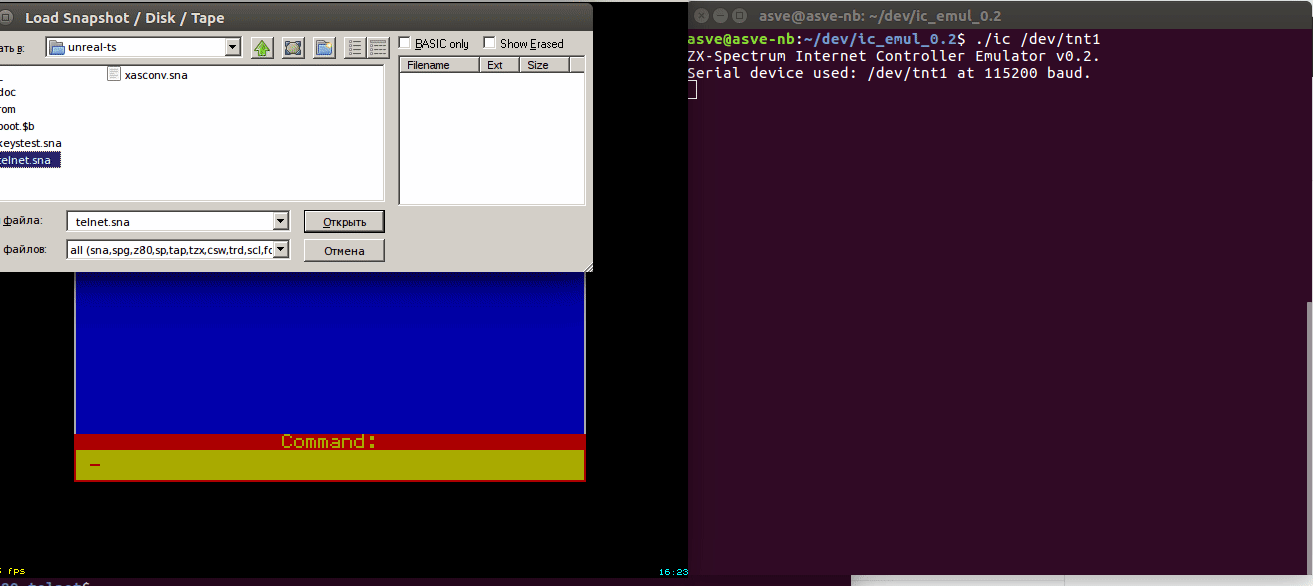 Load Snapshot / Disk / Tape
ать в:
unreal-ts
BASIC only
Show Erased
Filename
Ext
Size
xasconv.sna
doc
rom
boot.$b
keystest.sna
telnet.sna
файла:
telnet.sna
Открыть
файлов:
all (sna,spg,z80,sp,tap,tzx,csw,trd,scl,fc
Отмена
Command:
fps
16:23
asve@asve-nb: ~/dev/ic_emul_0.2
asve@asve-nb:~/dev/ic_emul_0.2$ ./ic /dev/tnt1
ZX-Spectrum Internet Controller Emulator v0.2.
Serial device used: /dev/tnt1 at 115200 baud.